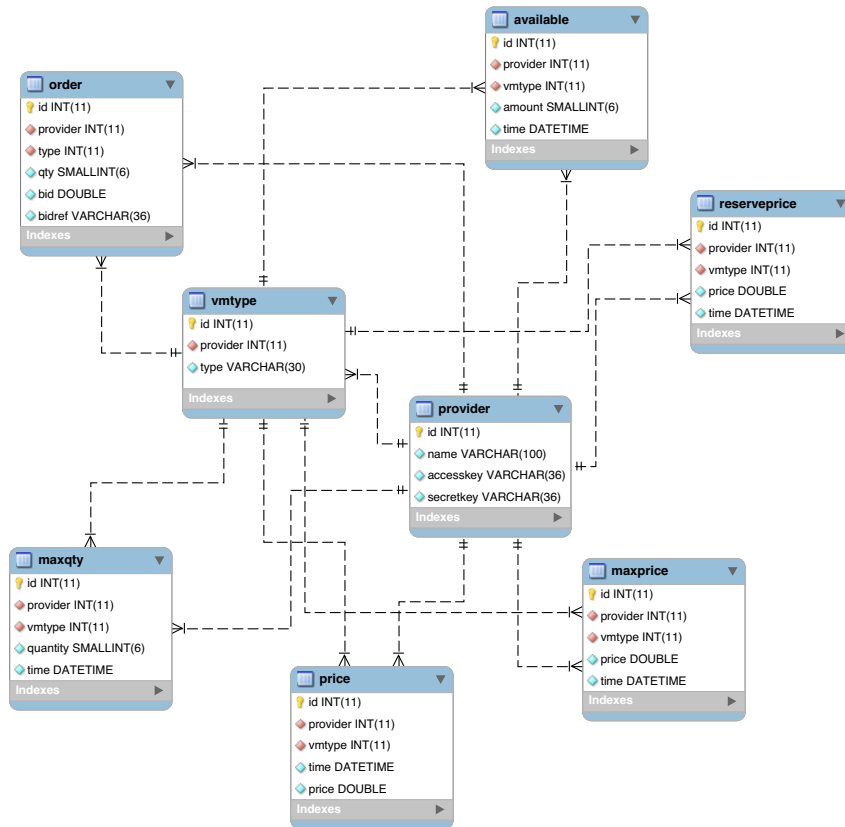 available
id INT(11)
provider INT(11)
vmtype INT(11)
amount SMALLINT(6)
time DATETIME
Indexes
order
id INT(11)
provider INT(11)
type INT(11)
qty SMALLINT(6)
bid DOUBLE
bidref VARCHAR(36)
Indexes
reserveprice
id INT(11)
provider INT(11)
vmtype INT(11)
price DOUBLE
time DATETIME
Indexes
vmtype
id INT(11)
provider INT(11)
type VARCHAR(30)
Indexes
provider
id INT(11)
name VARCHAR(100)
accesskey VARCHAR(36)
secretkey VARCHAR(36)
Indexes
maxqty
id INT(11)
provider INT(11)
vmtype INT(11)
quantity SMALLINT(6)
time DATETIME
Indexes
maxprice
id INT(11)
provider INT(11)
vmtype INT(11)
price DOUBLE
time DATETIME
Indexes
price
id INT(11)
provider INT(11)
vmtype INT(11)
time DATETIME
price DOUBLE
Indexes